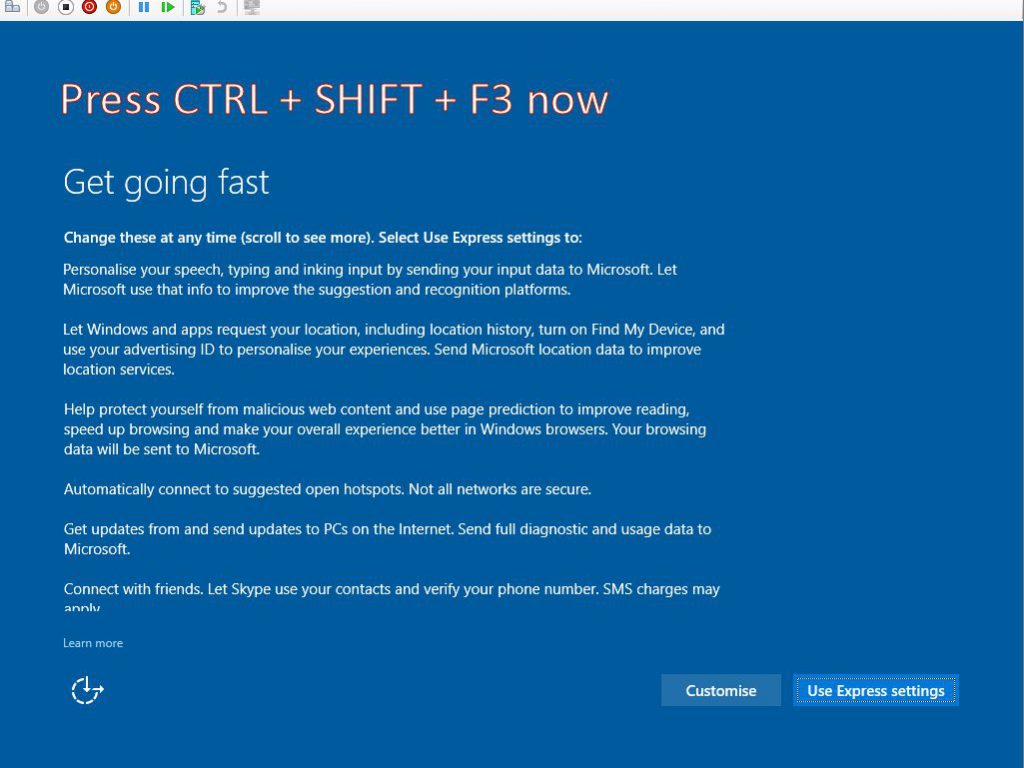 Press CTRL + SHIFT + F3 now
Get going fast
Change these at any time (scroll to see more). Select Use Express settings to:
Personalise your speech, typing and inking input by sending your input data to Microsoft. Let
Microsoft use that info to improve the suggestion and recognition platforms.
Let Windows and apps request your location, including location history, turn on Find My Device, and
use your advertising ID to personalise your experiences. Send Microsoft location data to improve
location services.
Help protect yourself from malicious web content and use page prediction to improve reading,
speed up browsing and make your overall experience better in Windows browsers. Your browsing
data will be sent to Microsoft.
Automatically connect to suggested open hotspots. Not all networks are secure.
Get updates from and send updates to PCs on the Internet. Send full diagnostic and usage data to
Microsoft.
Connect with friends. Let Skype use your contacts and verify your phone number. SMS charges may
apply.
Learn more
Customise
Use Express settings